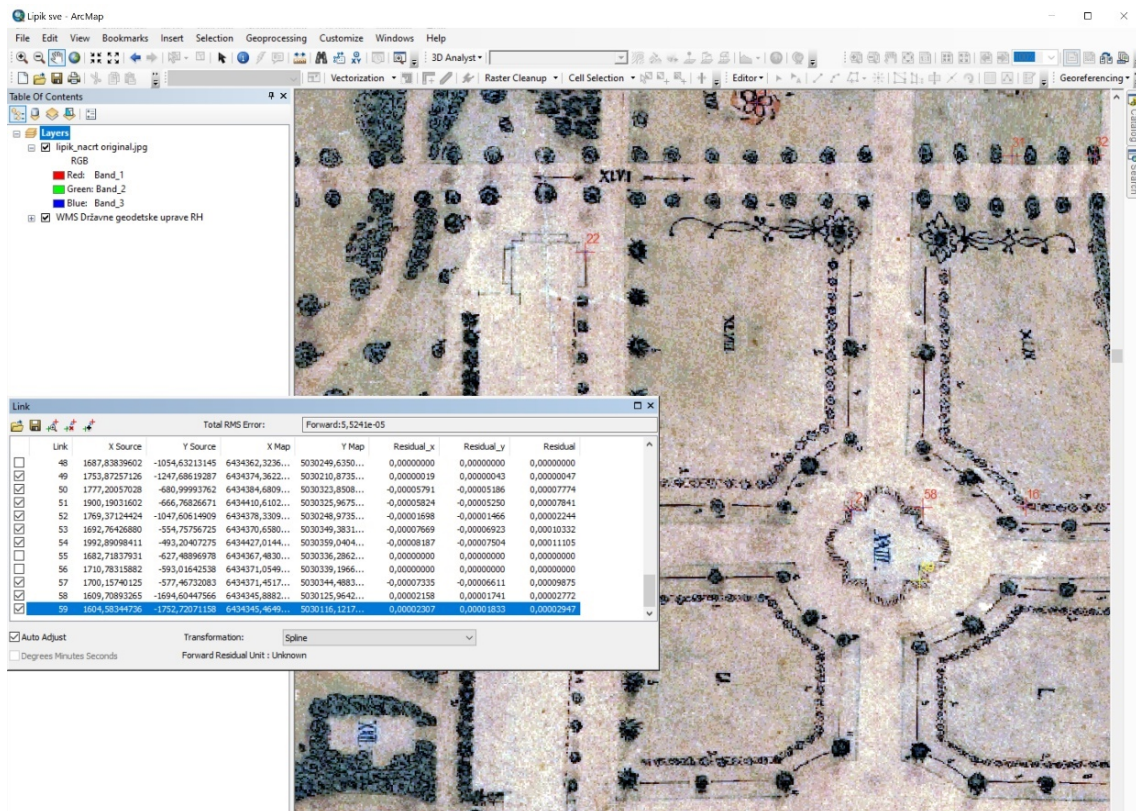 Lipik sve - ArcMap
File Edit View Bookmarks Insert Selection Geoprocessing Customize Windows Help
3D Analyst
Vectorization Raster Cleanup Cell Selection Editor Georeferencing
Table Of Contents
Layers
lipik_nacrt original.jpg
RGB
Red: Band_1
Green: Band_2
Blue: Band_3
WMS Državne geodetske uprave RH
Catalog
Search
31
32
XLVI
22
XLVIII
XLIX
2
58
16
XXIII.
L
Link
Total RMS Error: Forward:5,5241e-05
Link X Source Y Source X Map Y Map Residual_x Residual_y Residual
48 1687,83839602 -1054,63213145 6434362,3236... 5030249,6350... 0,00000000 0,00000000 0,00000000
49 1753,87257126 -1247,68619287 6434374,3622... 5030210,8735... 0,00000019 0,00000043 0,00000047
50 1777,20057028 -680,99993762 6434384,6809... 5030323,8508... -0,00005791 -0,00005186 0,00007774
51 1900,19031602 -666,76826671 6434410,6102... 5030325,9675... -0,00005824 -0,00005250 0,00007841
52 1769,37124424 -1047,60614909 6434378,3309... 5030248,9735... -0,00001698 -0,00001466 0,00002244
53 1692,76426880 -554,75756725 6434370,6580... 5030349,3831... -0,00007669 -0,00006923 0,00010332
54 1992,89098411 -493,20407275 6434427,0144... 5030359,0404... -0,00008187 -0,00007504 0,00011105
55 1682,71837931 -627,48896978 6434367,4830... 5030336,2862... 0,00000000 0,00000000 0,00000000
56 1710,78315882 -593,01642538 6434371,0549... 5030339,1966... 0,00000000 0,00000000 0,00000000
57 1700,15740125 -577,46732083 6434371,4517... 5030344,4883... -0,00007335 -0,00006611 0,00009875
58 1609,70893265 -1694,60447566 6434345,8882... 5030125,9642... 0,00002158 0,00001741 0,00002772
59 1604,58344736 -1752,72071158 6434345,4649... 5030116,1217... 0,00002307 0,00001833 0,00002947
Auto Adjust Transformation: Spline
Degrees Minutes Seconds Forward Residual Unit : Unknown